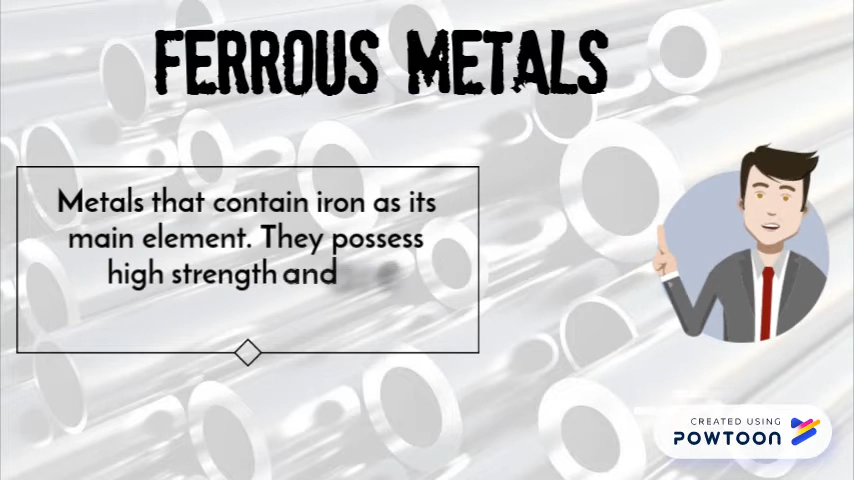 FERROUS METALS
Metals that contain iron as its
main element. They possess
high strength and
CREATED USING
POWTOON